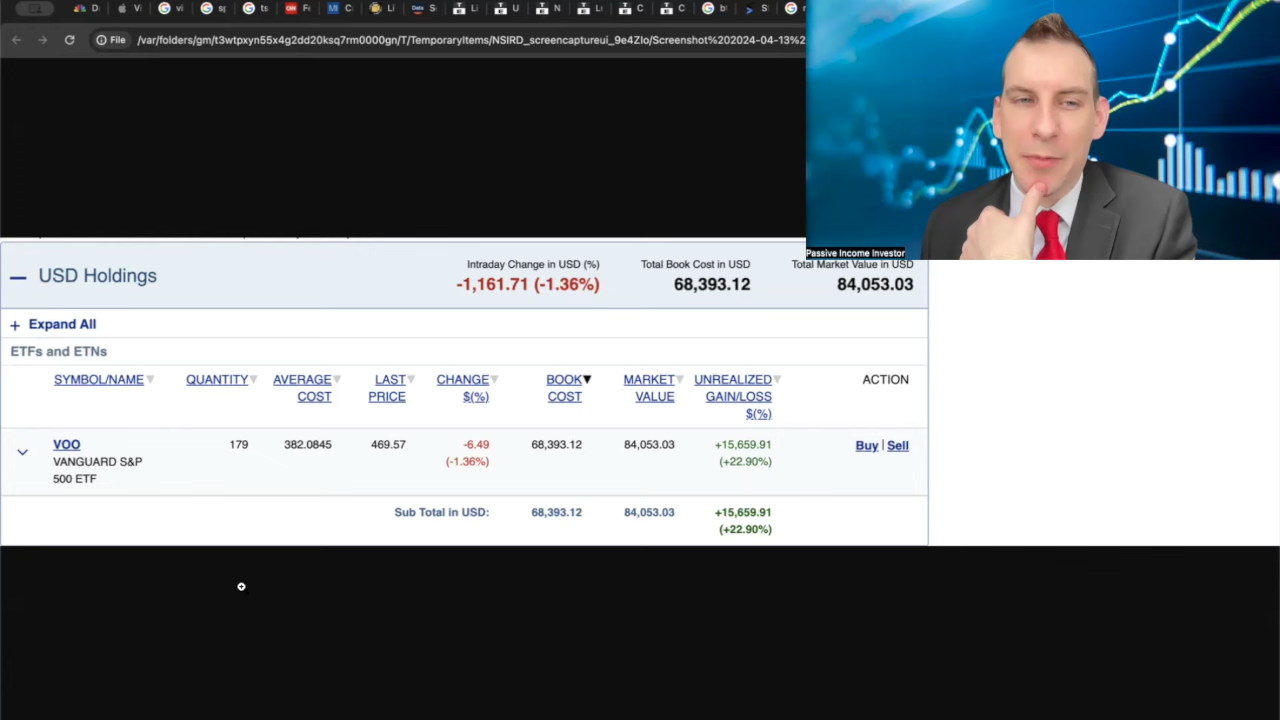 File
/var/folders/gm/t3wtpxyn55x4g2dd20ksq7rm0000gn/T/TemporaryItems/NSIRD_screencaptureui_9e4ZIo/Screenshot%202024-04-13%2
Passive Income Investor
USD Holdings
Intraday Change in USD (%)
-1,161.71 (-1.36%)
Total Book Cost in USD
68,393.12
Total Market Value in USD
84,053.03
Expand All
ETFs and ETNs
SYMBOL/NAME QUANTITY AVERAGE COST LAST PRICE CHANGE $(%) BOOK COST MARKET VALUE UNREALIZED GAIN/LOSS $(%) ACTION
VOO 179 382.0845 469.57 -6.49 68,393.12 84,053.03 +15,659.91 Buy | Sell
VANGUARD S&P (-1.36%) (+22.90%)
500 ETF
Sub Total in USD: 68,393.12 84,053.03 +15,659.91
(+22.90%)